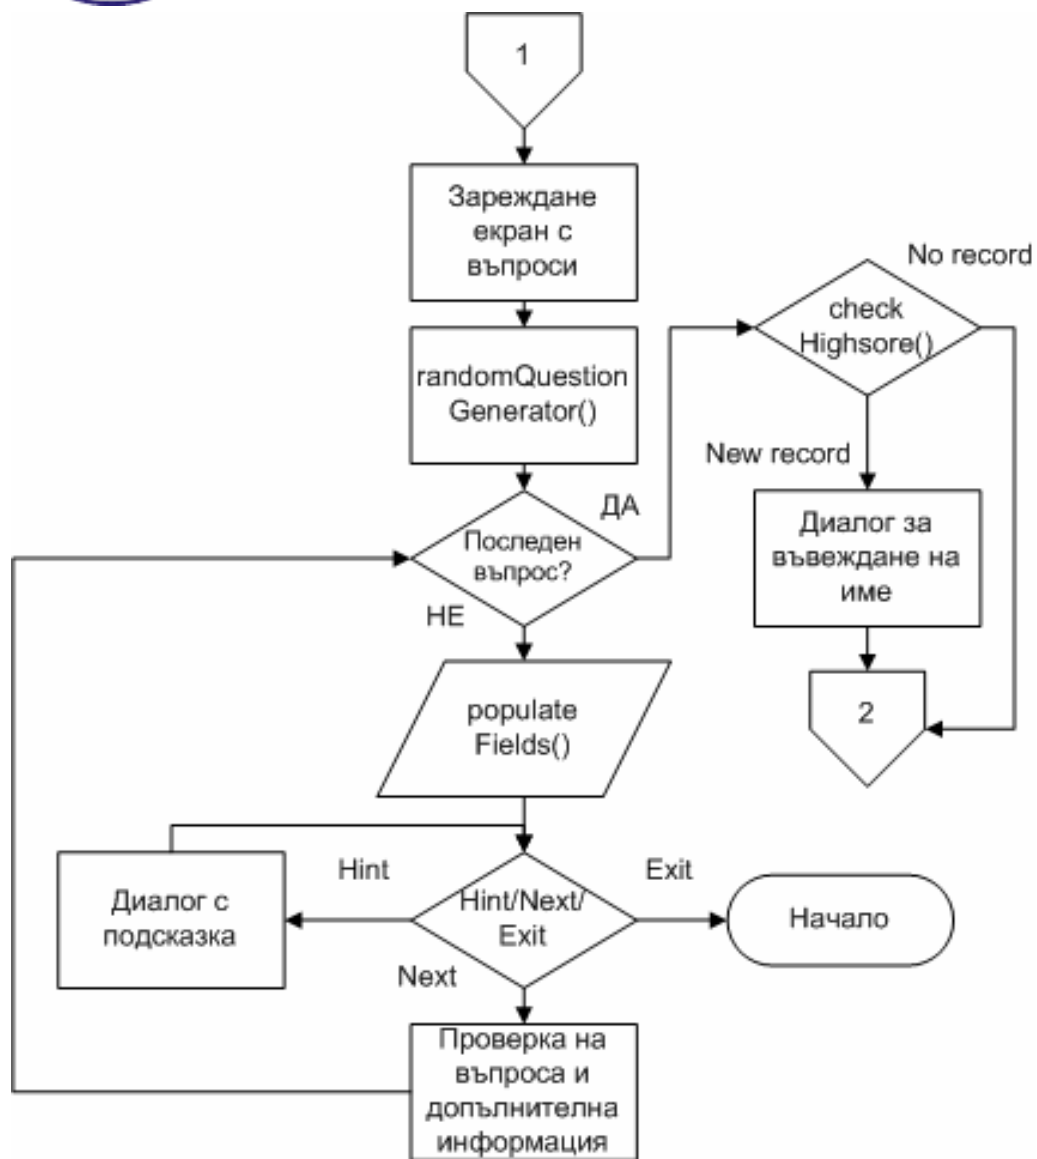 1
Зареждане
екран с
въпроси
randomQuestion
Generator()
Последен
въпрос?
ДА
НЕ
No record
check
Highsore()
New record
Диалог за
въвеждане на
име
2
populate
Fields()
Hint
Диалог с
подсказка
Hint/Next/
Exit
Exit
Начало
Next
Проверка на
въпроса и
допълнителна
информация